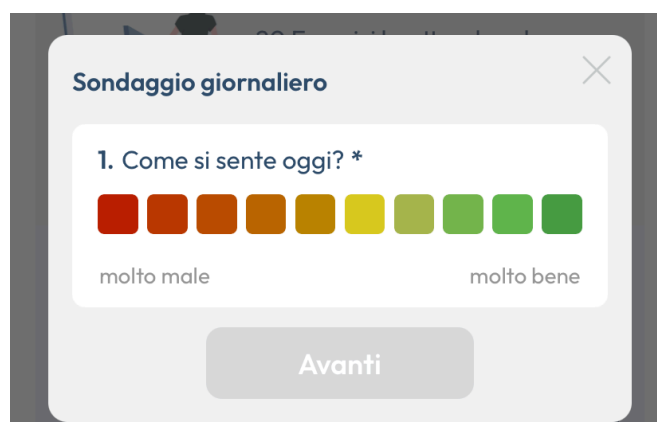 Sondaggio giornaliero
1. Come si sente oggi? *
molto male molto bene
Avanti